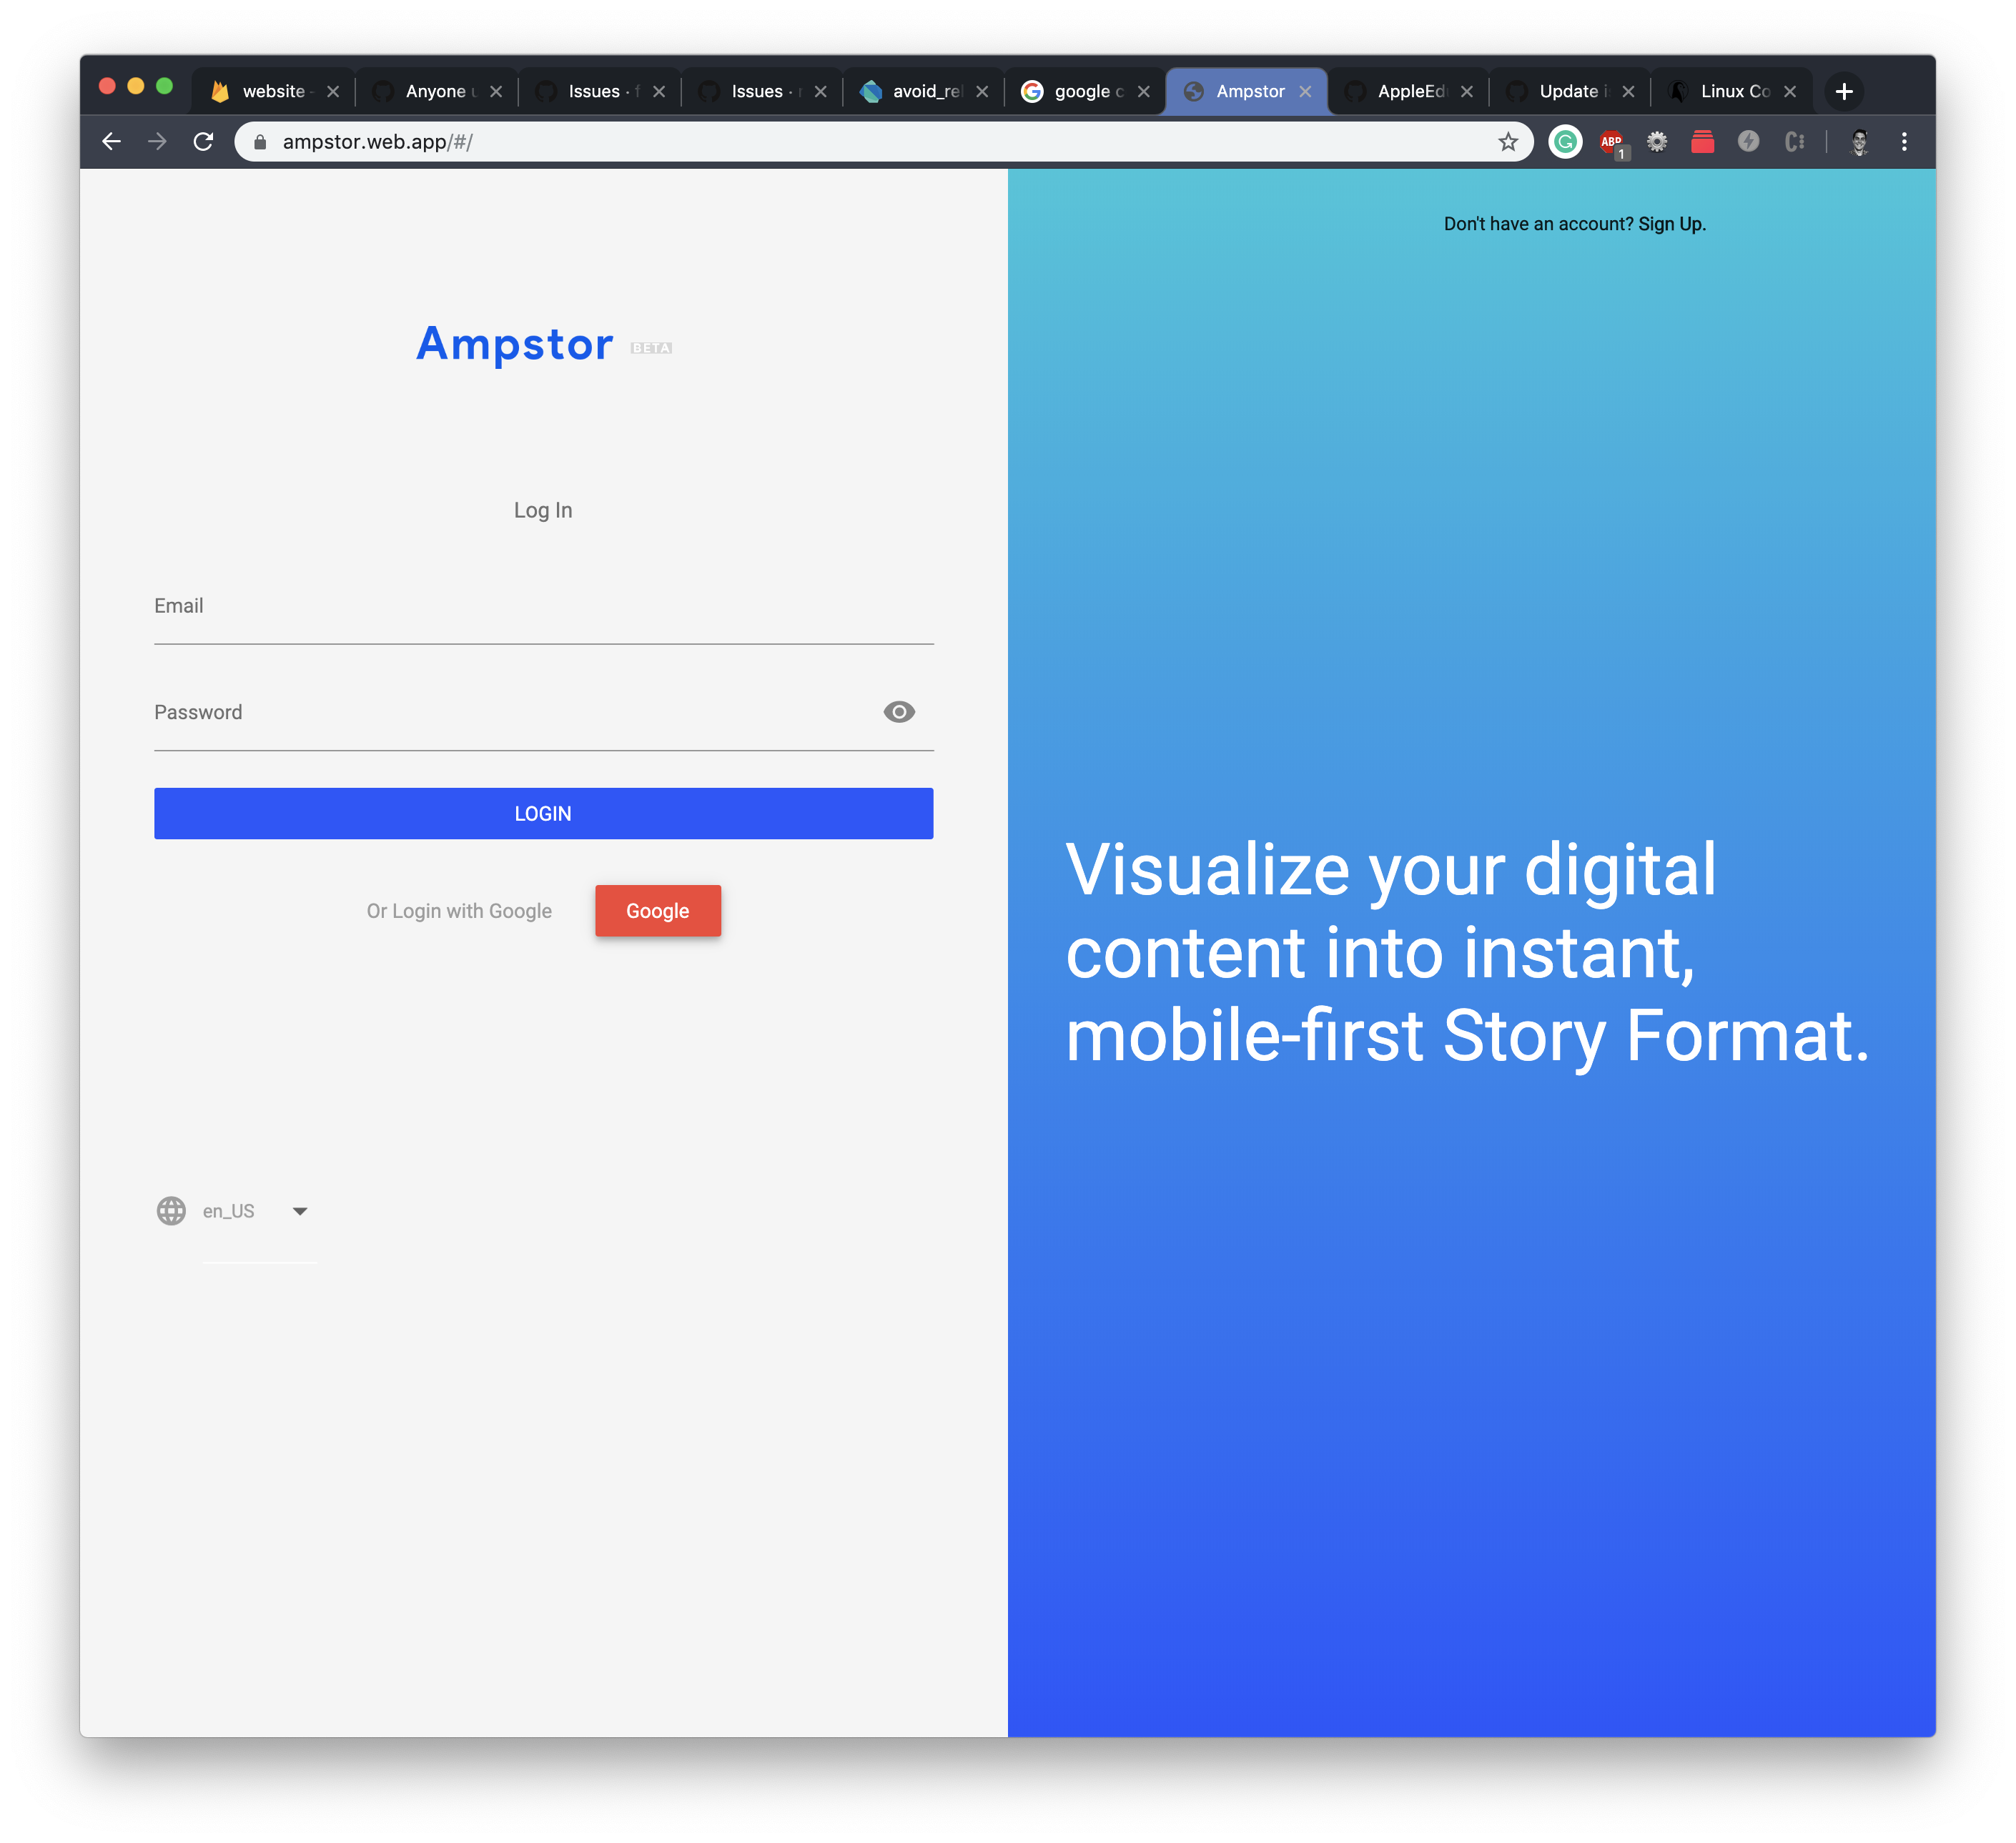 website
Anyone
Issues ·
Issues ·
google
Ampstor
Update
Linux Co
ampstor.web.app/#/
ABP
1
Don't have an account? Sign Up.
Ampstor BETA
Log In
Email
Password
LOGIN
Or Login with Google Google
Visualize your digital
content into instant,
mobile-first Story Format.
en_US